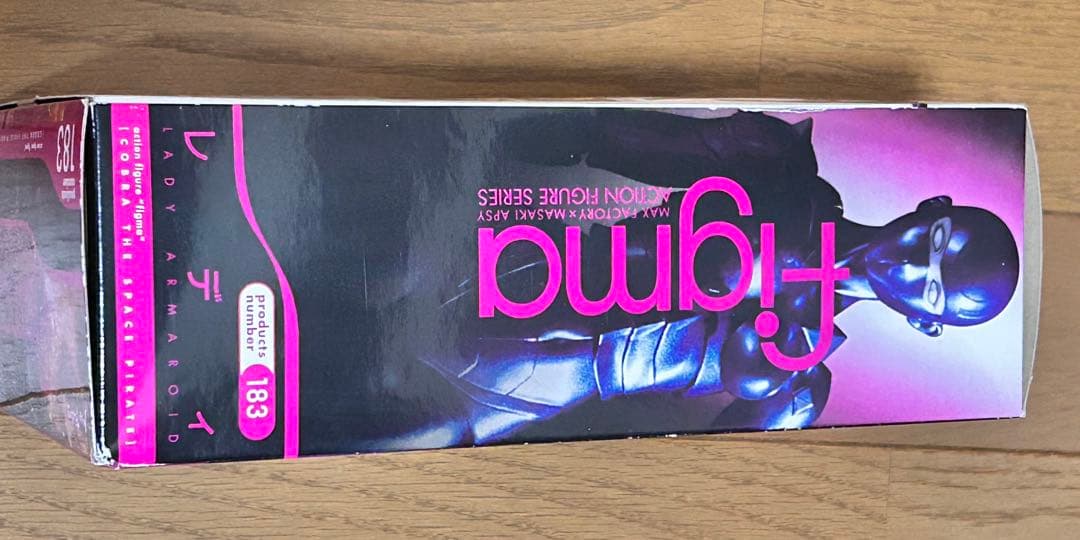 figma
MAX FACTORY × MASAKI APSY
ACTION FIGURE SERIES
products
number
183
レディ
LADY ARMAROID
action figure "figma"
[COBRA THE SPACE PIRATE]
183